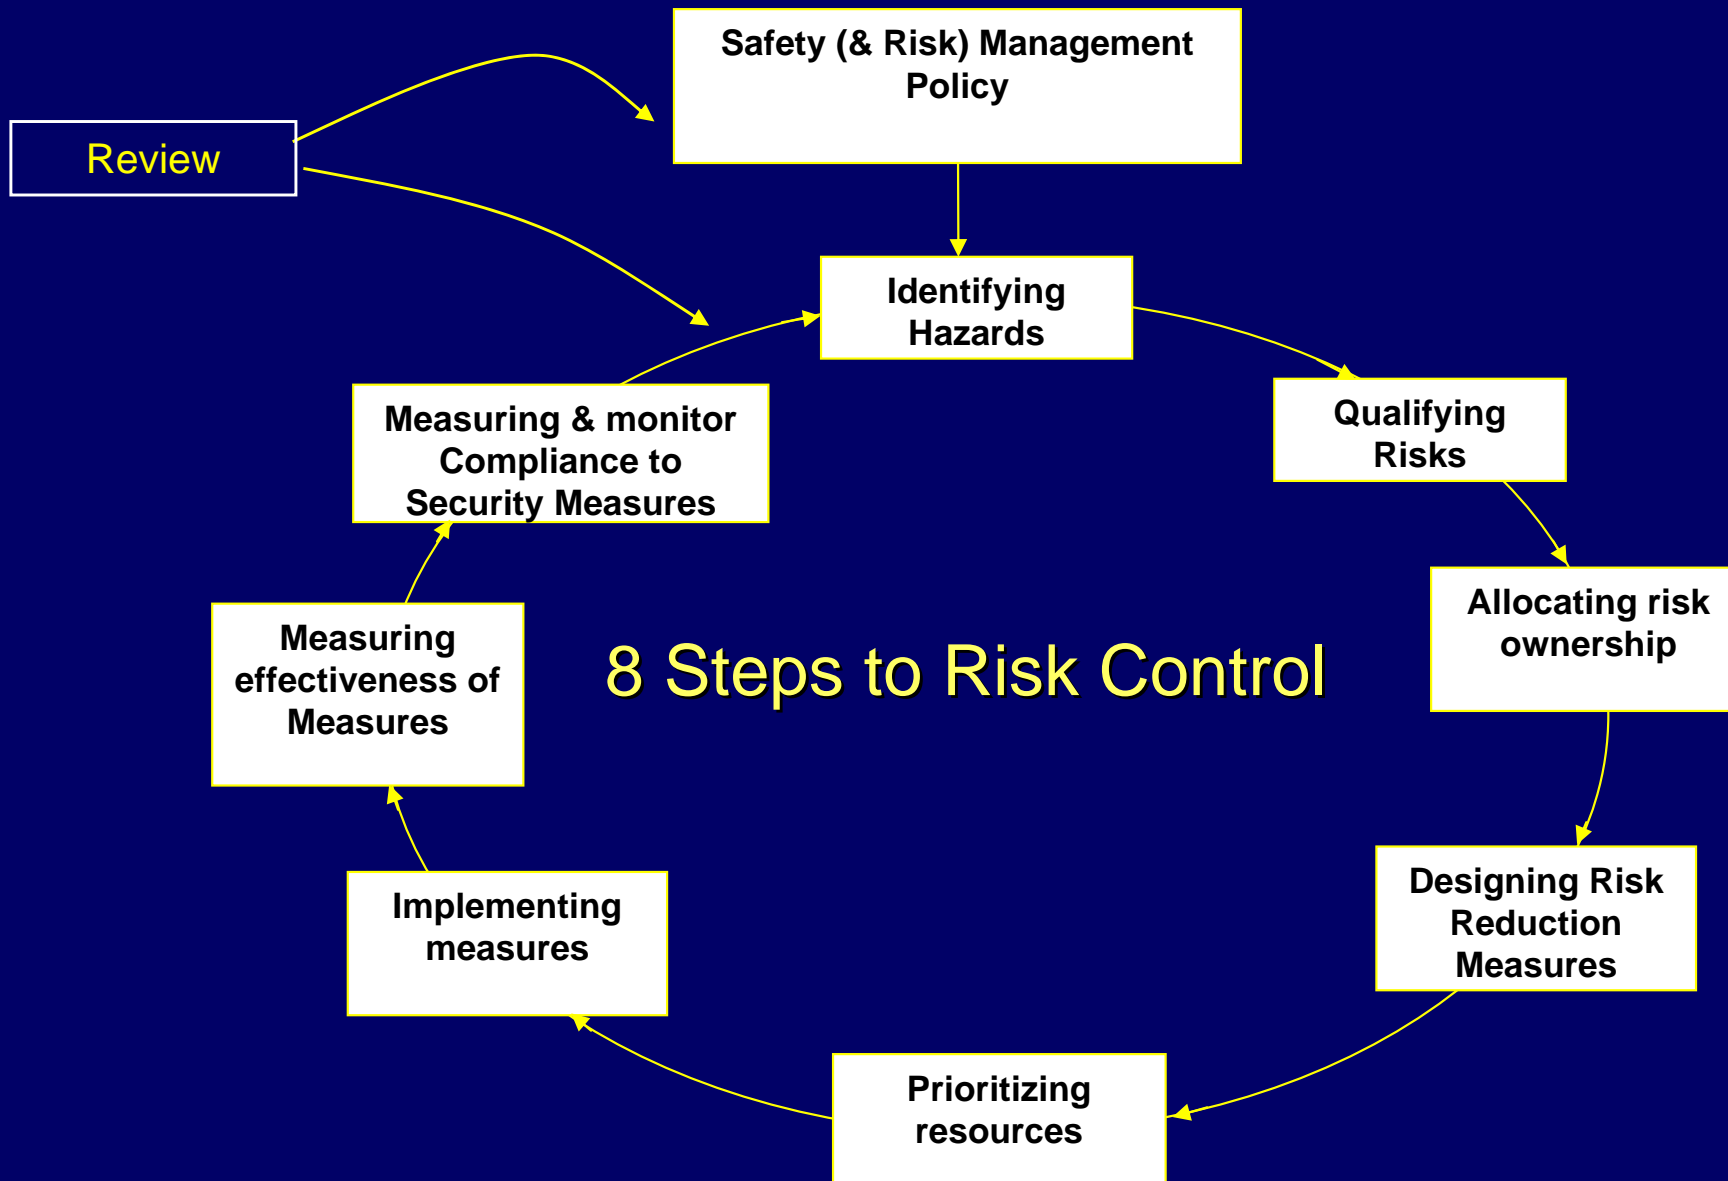 Safety (& Risk) Management
Policy
Review
Identifying
Hazards
Qualifying
Risks
Allocating risk
ownership
Designing Risk
Reduction
Measures
Prioritizing
resources
Implementing
measures
Measuring
effectiveness of
Measures
Measuring & monitor
Compliance to
Security Measures
8 Steps to Risk Control